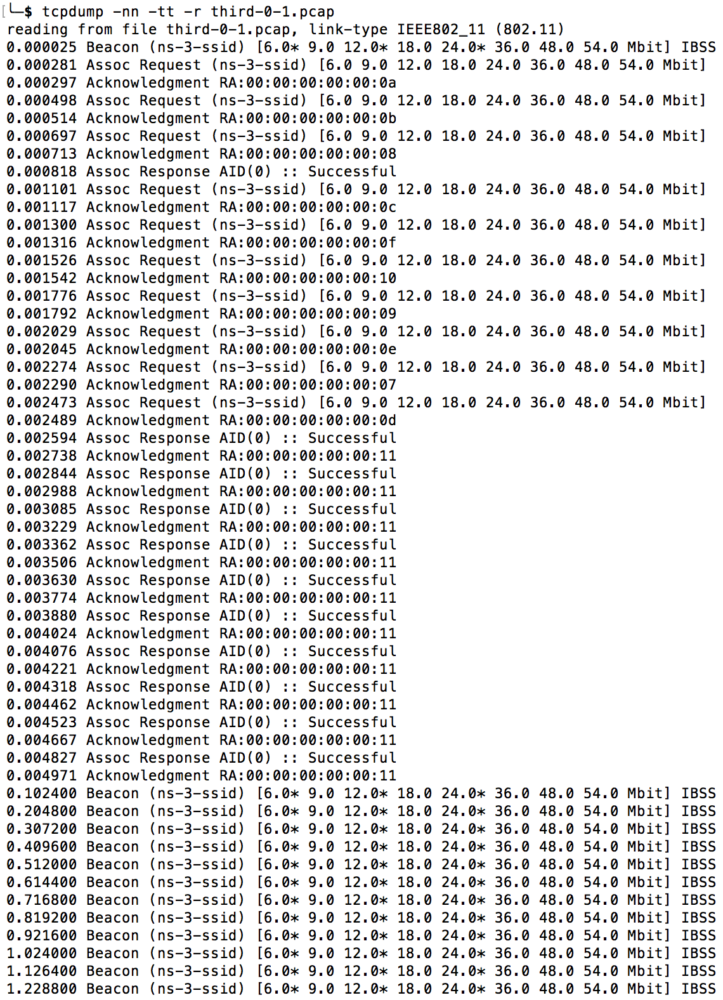 [╰─$ tcpdump -nn -tt -r third-0-1.pcap
reading from file third-0-1.pcap, link-type IEEE802_11 (802.11)
0.000025 Beacon (ns-3-ssid) [6.0* 9.0 12.0* 18.0 24.0* 36.0 48.0 54.0 Mbit] IBSS
0.000281 Assoc Request (ns-3-ssid) [6.0 9.0 12.0 18.0 24.0 36.0 48.0 54.0 Mbit]
0.000297 Acknowledgment RA:00:00:00:00:00:0a
0.000498 Assoc Request (ns-3-ssid) [6.0 9.0 12.0 18.0 24.0 36.0 48.0 54.0 Mbit]
0.000514 Acknowledgment RA:00:00:00:00:00:0b
0.000697 Assoc Request (ns-3-ssid) [6.0 9.0 12.0 18.0 24.0 36.0 48.0 54.0 Mbit]
0.000713 Acknowledgment RA:00:00:00:00:00:08
0.000818 Assoc Response AID(0) :: Successful
0.001101 Assoc Request (ns-3-ssid) [6.0 9.0 12.0 18.0 24.0 36.0 48.0 54.0 Mbit]
0.001117 Acknowledgment RA:00:00:00:00:00:0c
0.001300 Assoc Request (ns-3-ssid) [6.0 9.0 12.0 18.0 24.0 36.0 48.0 54.0 Mbit]
0.001316 Acknowledgment RA:00:00:00:00:00:0f
0.001526 Assoc Request (ns-3-ssid) [6.0 9.0 12.0 18.0 24.0 36.0 48.0 54.0 Mbit]
0.001542 Acknowledgment RA:00:00:00:00:00:10
0.001776 Assoc Request (ns-3-ssid) [6.0 9.0 12.0 18.0 24.0 36.0 48.0 54.0 Mbit]
0.001792 Acknowledgment RA:00:00:00:00:00:09
0.002029 Assoc Request (ns-3-ssid) [6.0 9.0 12.0 18.0 24.0 36.0 48.0 54.0 Mbit]
0.002045 Acknowledgment RA:00:00:00:00:00:0e
0.002274 Assoc Request (ns-3-ssid) [6.0 9.0 12.0 18.0 24.0 36.0 48.0 54.0 Mbit]
0.002290 Acknowledgment RA:00:00:00:00:00:07
0.002473 Assoc Request (ns-3-ssid) [6.0 9.0 12.0 18.0 24.0 36.0 48.0 54.0 Mbit]
0.002489 Acknowledgment RA:00:00:00:00:00:0d
0.002594 Assoc Response AID(0) :: Successful
0.002738 Acknowledgment RA:00:00:00:00:00:11
0.002844 Assoc Response AID(0) :: Successful
0.002988 Acknowledgment RA:00:00:00:00:00:11
0.003085 Assoc Response AID(0) :: Successful
0.003229 Acknowledgment RA:00:00:00:00:00:11
0.003362 Assoc Response AID(0) :: Successful
0.003506 Acknowledgment RA:00:00:00:00:00:11
0.003630 Assoc Response AID(0) :: Successful
0.003774 Acknowledgment RA:00:00:00:00:00:11
0.003880 Assoc Response AID(0) :: Successful
0.004024 Acknowledgment RA:00:00:00:00:00:11
0.004076 Assoc Response AID(0) :: Successful
0.004221 Acknowledgment RA:00:00:00:00:00:11
0.004318 Assoc Response AID(0) :: Successful
0.004462 Acknowledgment RA:00:00:00:00:00:11
0.004523 Assoc Response AID(0) :: Successful
0.004667 Acknowledgment RA:00:00:00:00:00:11
0.004827 Assoc Response AID(0) :: Successful
0.004971 Acknowledgment RA:00:00:00:00:00:11
0.102400 Beacon (ns-3-ssid) [6.0* 9.0 12.0* 18.0 24.0* 36.0 48.0 54.0 Mbit] IBSS
0.204800 Beacon (ns-3-ssid) [6.0* 9.0 12.0* 18.0 24.0* 36.0 48.0 54.0 Mbit] IBSS
0.307200 Beacon (ns-3-ssid) [6.0* 9.0 12.0* 18.0 24.0* 36.0 48.0 54.0 Mbit] IBSS
0.409600 Beacon (ns-3-ssid) [6.0* 9.0 12.0* 18.0 24.0* 36.0 48.0 54.0 Mbit] IBSS
0.512000 Beacon (ns-3-ssid) [6.0* 9.0 12.0* 18.0 24.0* 36.0 48.0 54.0 Mbit] IBSS
0.614400 Beacon (ns-3-ssid) [6.0* 9.0 12.0* 18.0 24.0* 36.0 48.0 54.0 Mbit] IBSS
0.716800 Beacon (ns-3-ssid) [6.0* 9.0 12.0* 18.0 24.0* 36.0 48.0 54.0 Mbit] IBSS
0.819200 Beacon (ns-3-ssid) [6.0* 9.0 12.0* 18.0 24.0* 36.0 48.0 54.0 Mbit] IBSS
0.921600 Beacon (ns-3-ssid) [6.0* 9.0 12.0* 18.0 24.0* 36.0 48.0 54.0 Mbit] IBSS
1.024000 Beacon (ns-3-ssid) [6.0* 9.0 12.0* 18.0 24.0* 36.0 48.0 54.0 Mbit] IBSS
1.126400 Beacon (ns-3-ssid) [6.0* 9.0 12.0* 18.0 24.0* 36.0 48.0 54.0 Mbit] IBSS
1.228800 Beacon (ns-3-ssid) [6.0* 9.0 12.0* 18.0 24.0* 36.0 48.0 54.0 Mbit] IBSS